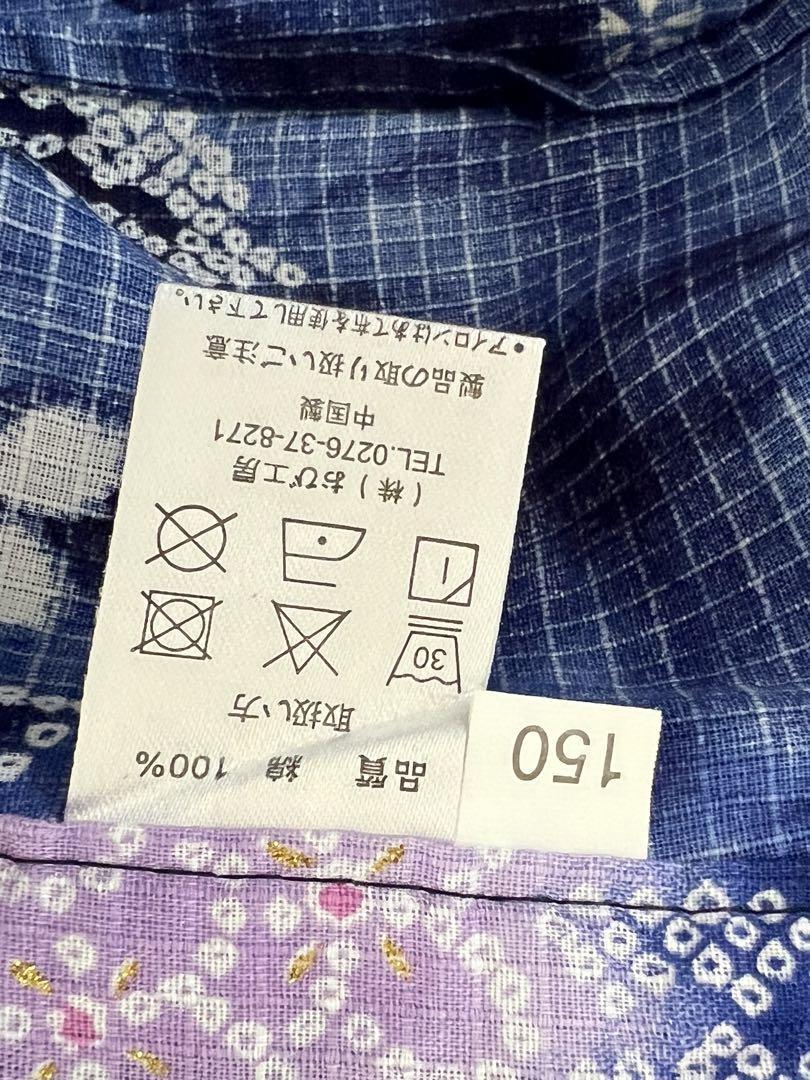 150
品質 綿 100%
取扱い方
30
(株)おび工房
TEL.0276-37-8271
中国製
製品の取り扱いご注意
•アイロンはあて布を使用して下さい。